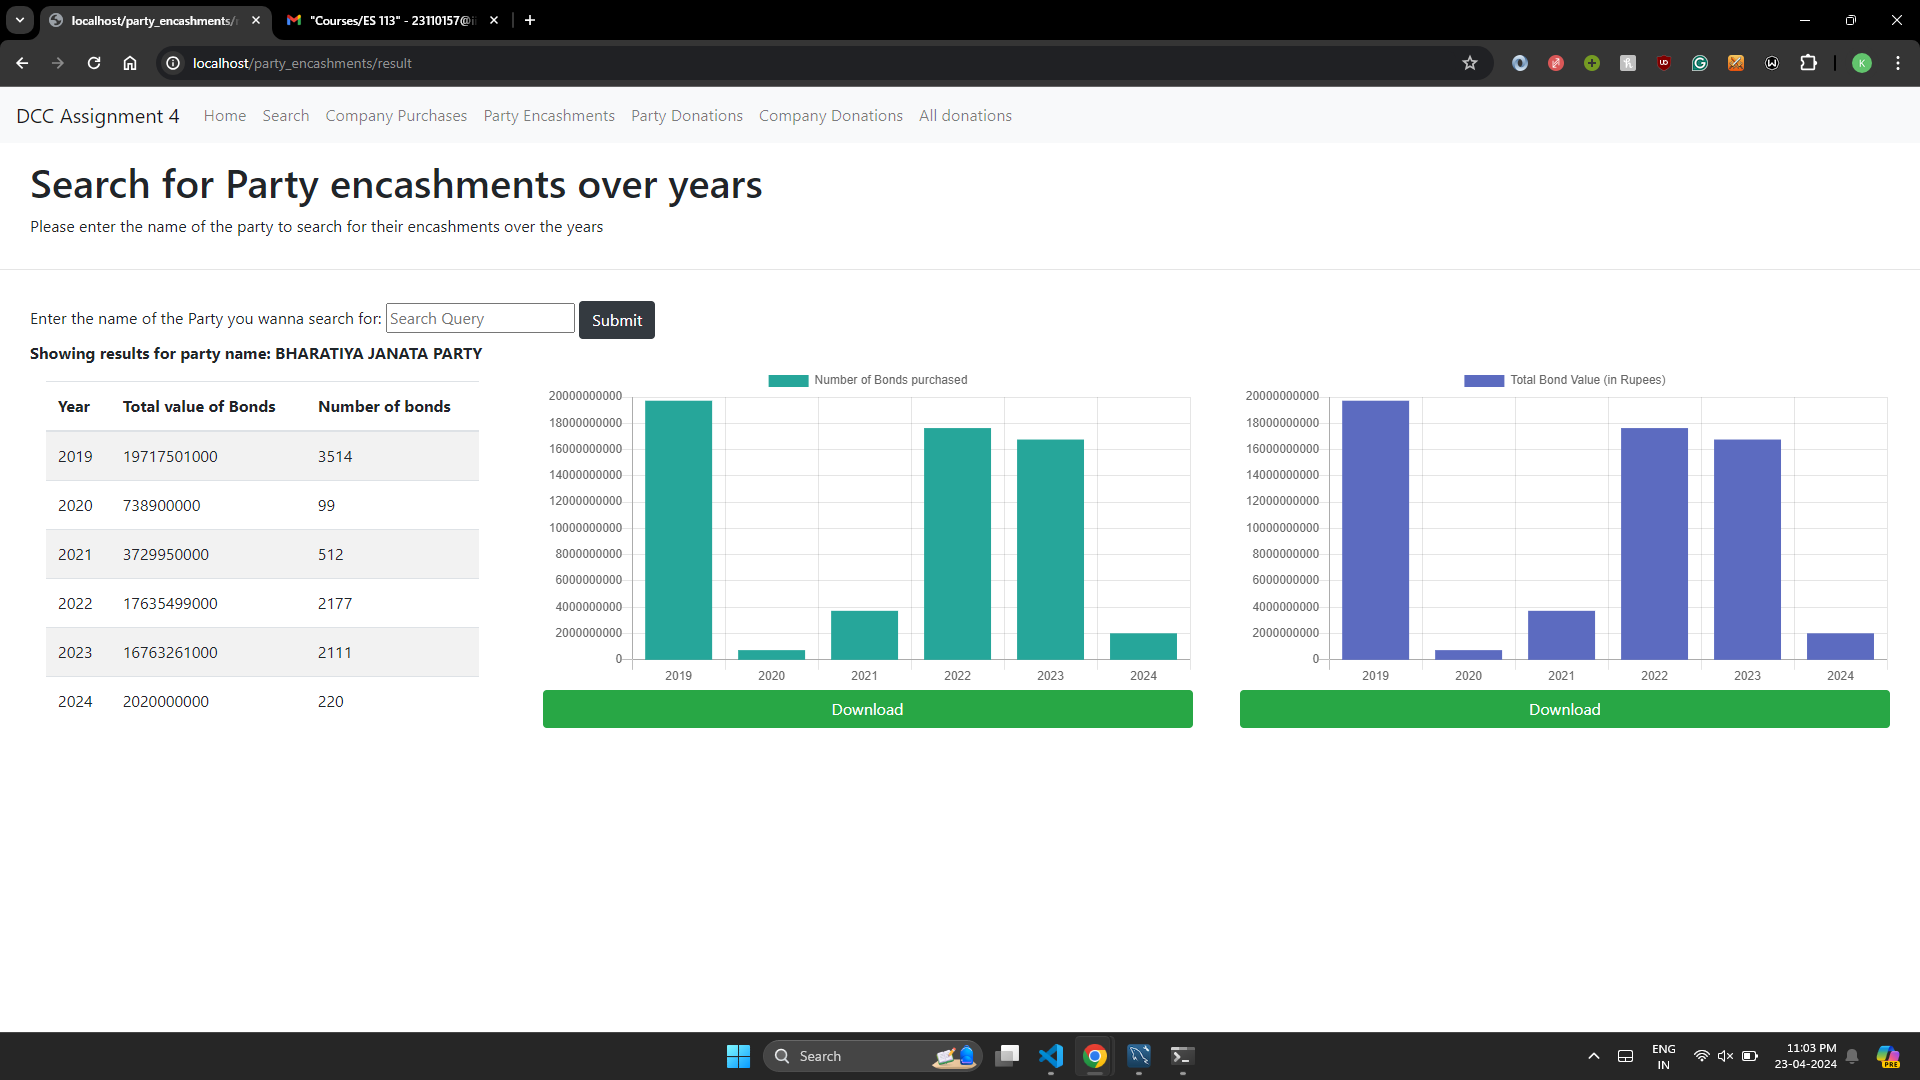 localhost/party_encashments/
"Courses/ES 113" - 23110157@i
localhost/party_encashments/result
DCC Assignment 4 Home Search Company Purchases Party Encashments Party Donations Company Donations All donations
Search for Party encashments over years
Please enter the name of the party to search for their encashments over the years
Enter the name of the Party you wanna search for: Search Query Submit
Showing results for party name: BHARATIYA JANATA PARTY
Year Total value of Bonds Number of bonds
2019 19717501000 3514
2020 738900000 99
2021 3729950000 512
2022 17635499000 2177
2023 16763261000 2111
2024 2020000000 220
Number of Bonds purchased
20000000000
18000000000
16000000000
14000000000
12000000000
10000000000
8000000000
6000000000
4000000000
2000000000
0
2019 2020 2021 2022 2023 2024
Download
Total Bond Value (in Rupees)
20000000000
18000000000
16000000000
14000000000
12000000000
10000000000
8000000000
6000000000
4000000000
2000000000
0
2019 2020 2021 2022 2023 2024
Download
Search
ENG
IN
11:03 PM
23-04-2024
PRE
K